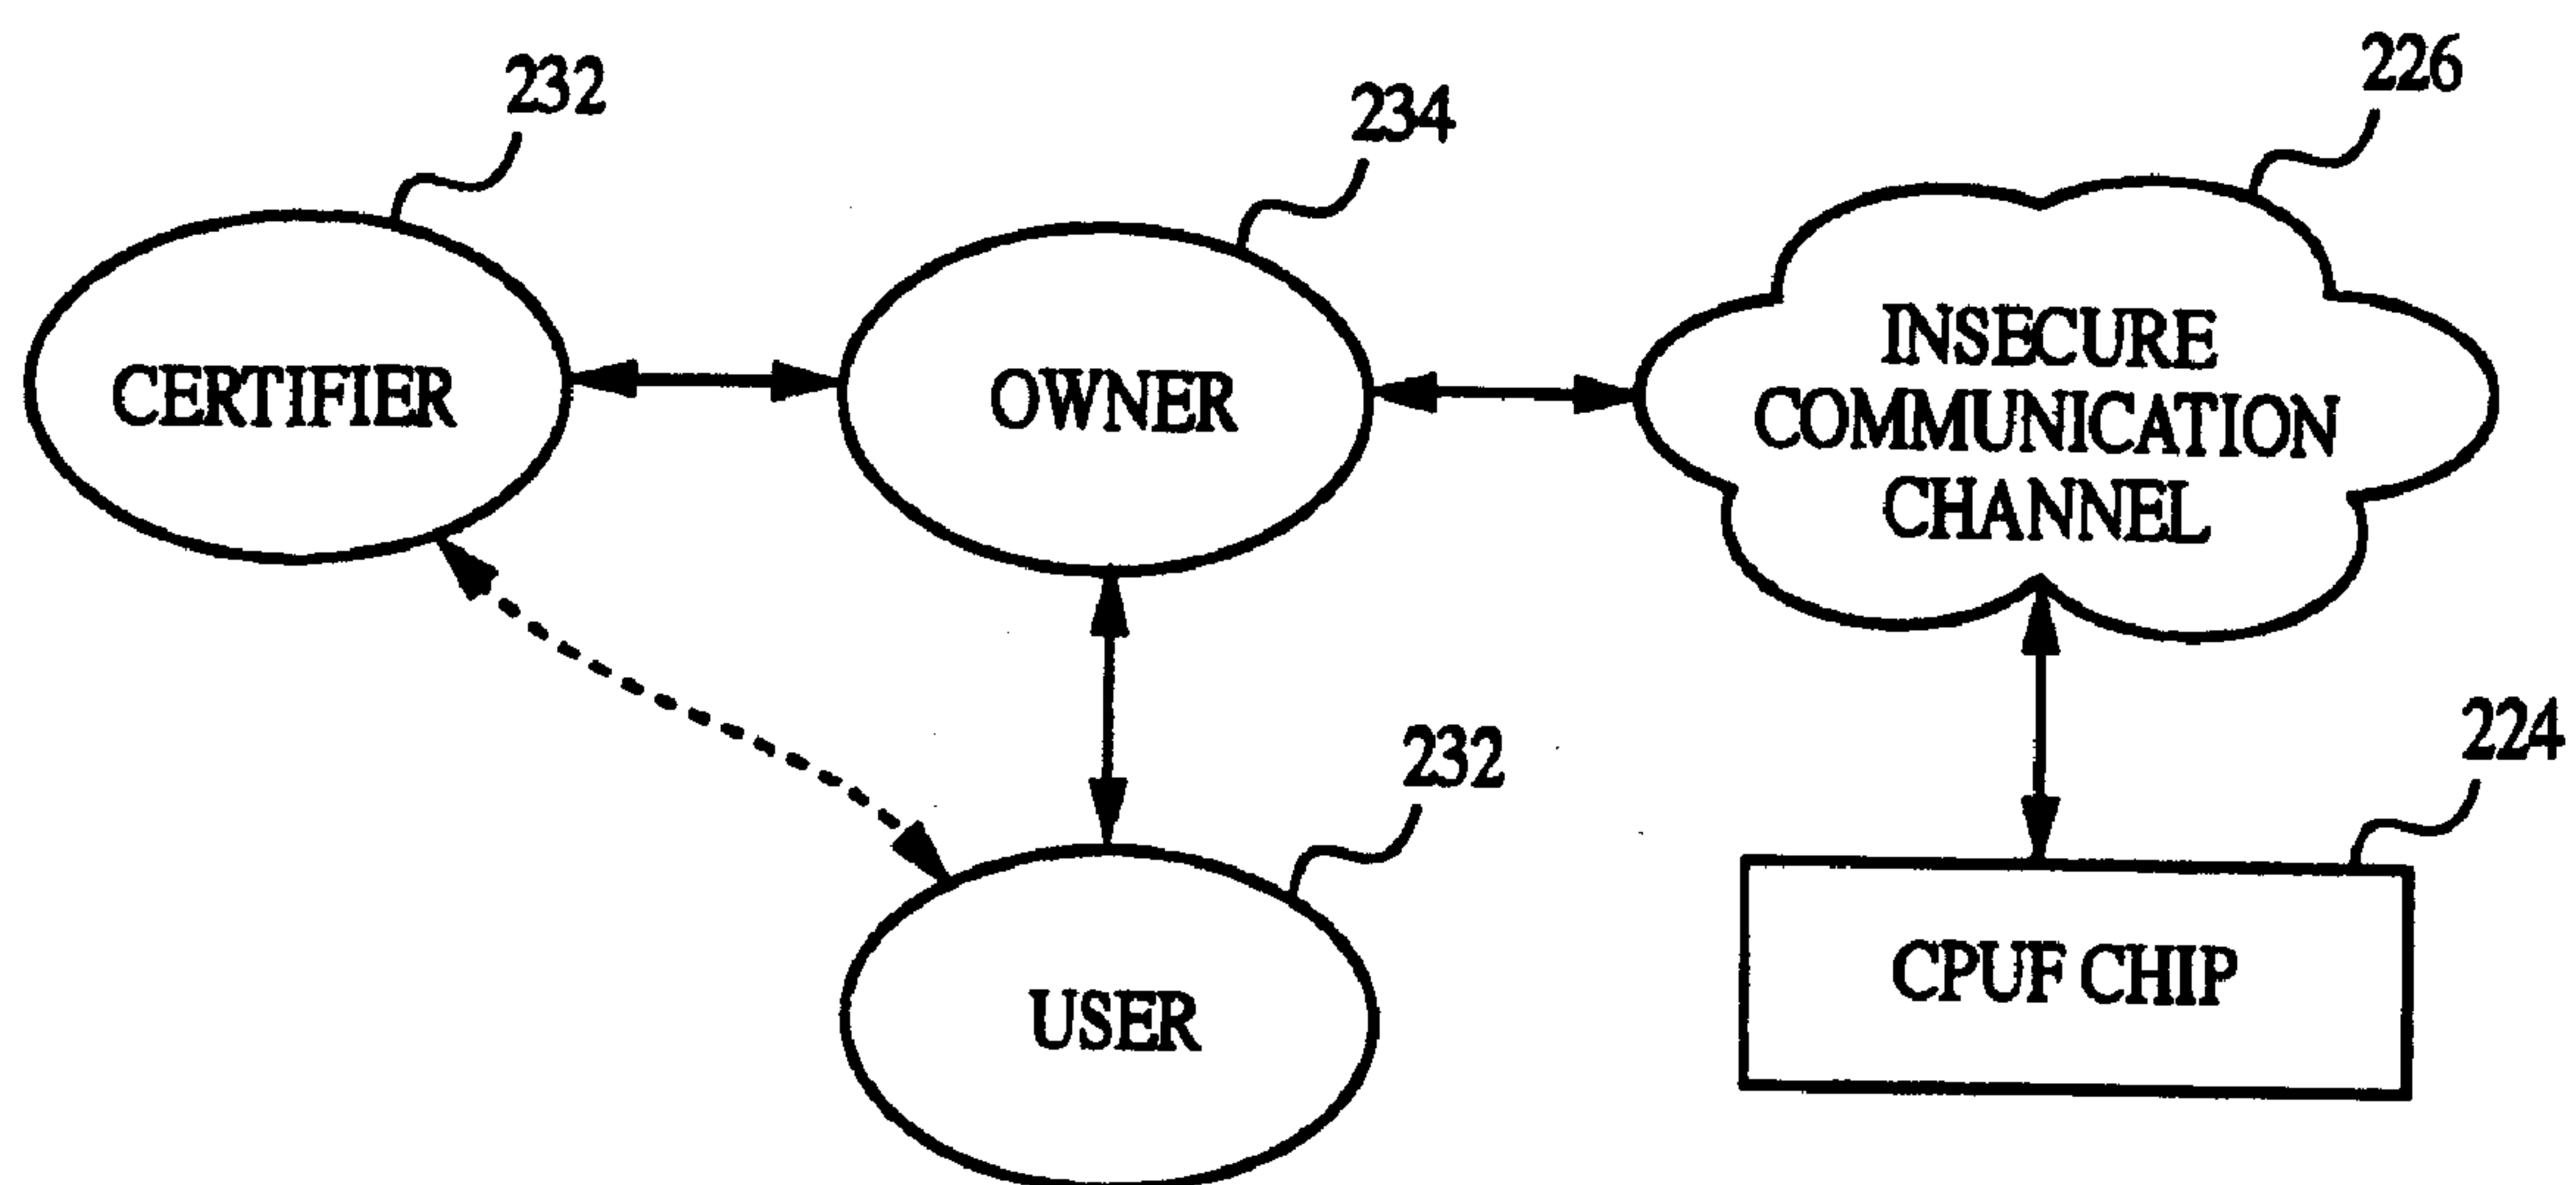 232
234
226
CERTIFIER
OWNER
INSECURE
COMMUNICATION
CHANNEL
232
224
USER
CPUF CHIP